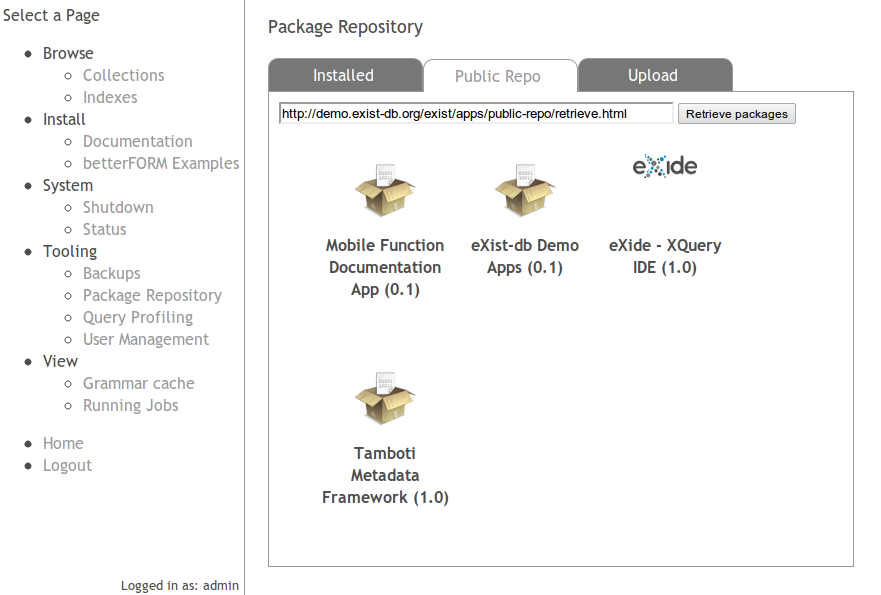 Select a Page
Browse
Collections
Indexes
Install
Documentation
betterFORM Examples
System
Shutdown
Status
Tooling
Backups
Package Repository
Query Profiling
User Management
View
Grammar cache
Running Jobs
Home
Logout
Logged in as: admin
Package Repository
Installed
Public Repo
Upload
http://demo.exist-db.org/exist/apps/public-repo/retrieve.html
Retrieve packages
Mobile Function
Documentation
App (0.1)
eXist-db Demo
Apps (0.1)
eXide
eXide - XQuery
IDE (1.0)
Tamboti
Metadata
Framework (1.0)